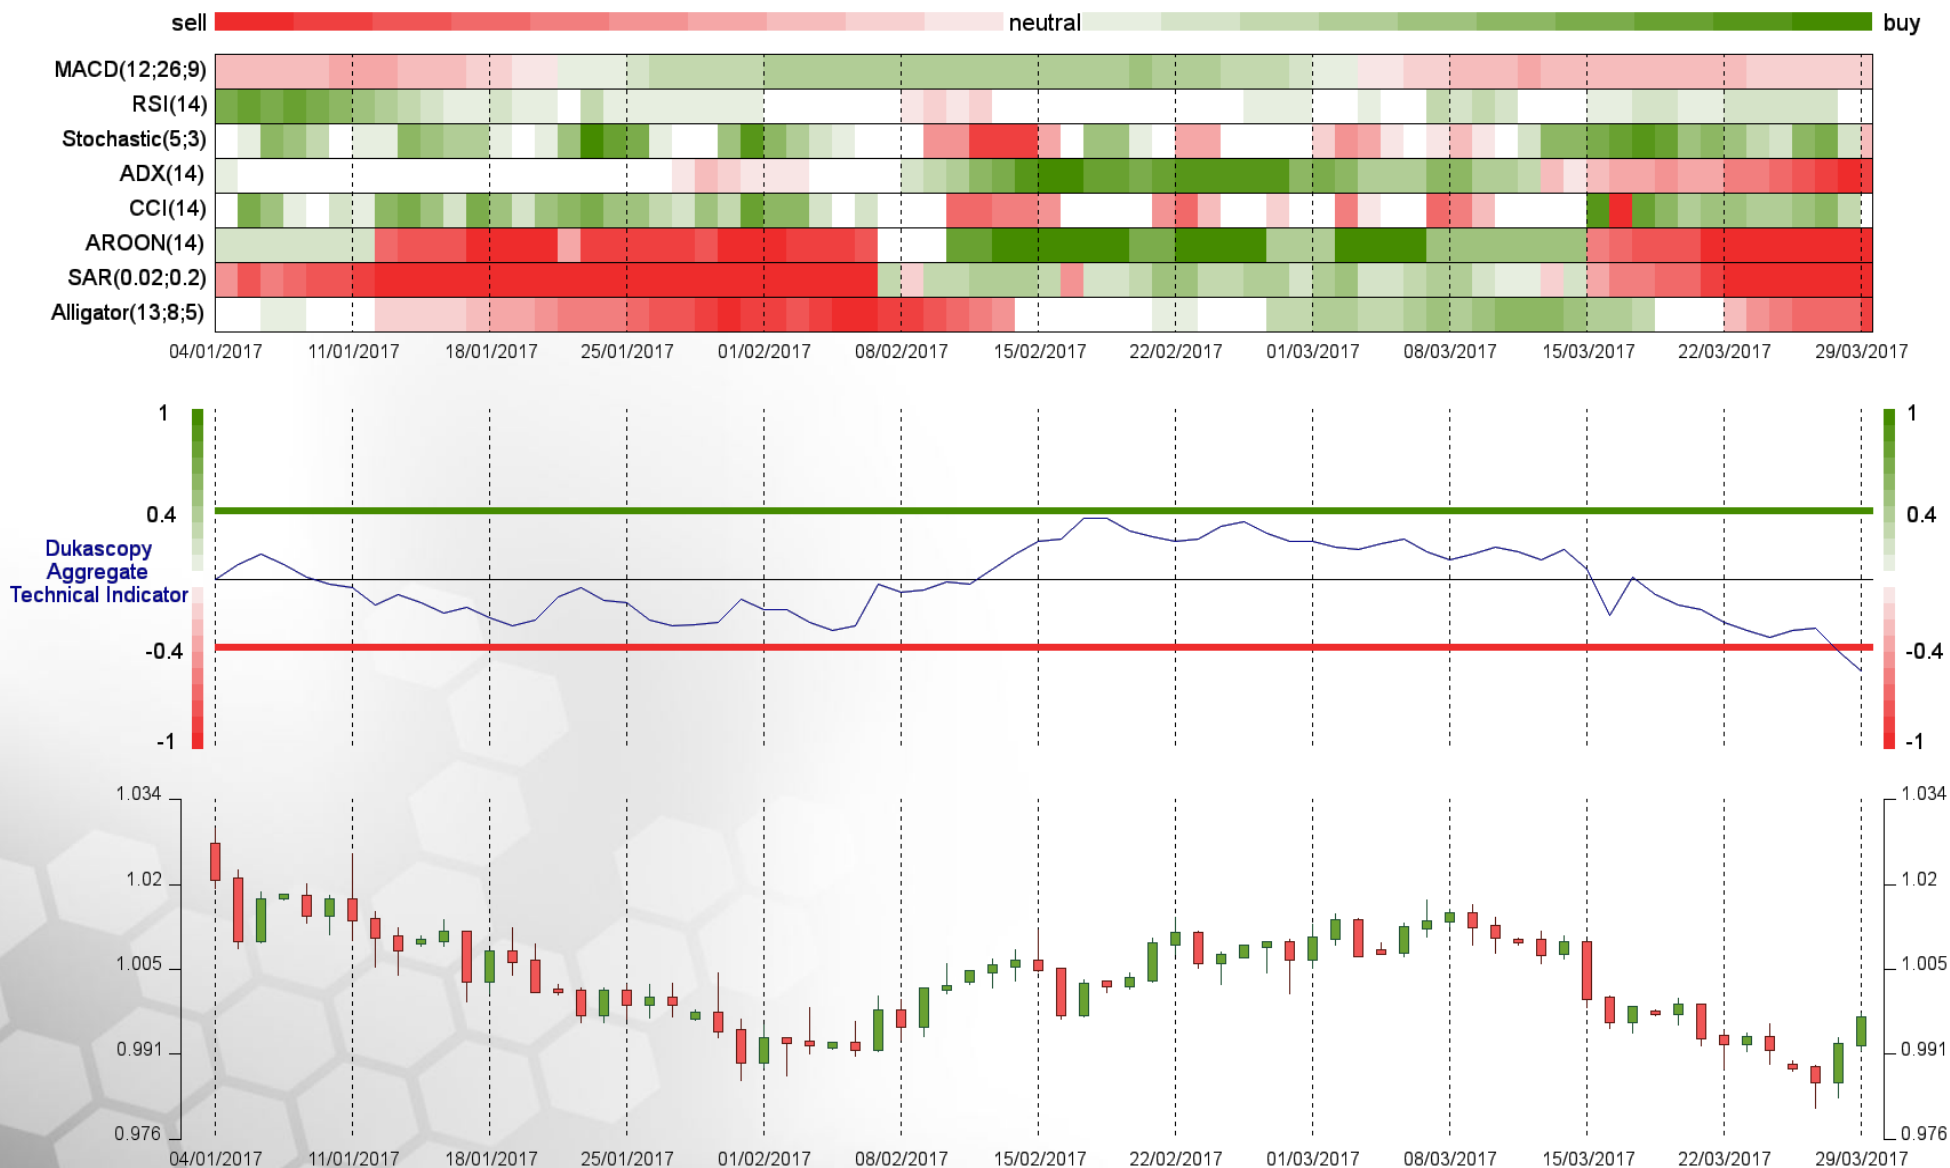 sell neutral buy
MACD(12;26;9)
RSI(14)
Stochastic(5;3)
ADX(14)
CCI(14)
AROON(14)
SAR(0.02;0.2)
Alligator(13;8;5)
04/01/2017 11/01/2017 18/01/2017 25/01/2017 01/02/2017 08/02/2017 15/02/2017 22/02/2017 01/03/2017 08/03/2017 15/03/2017 22/03/2017 29/03/2017
1 1
0.4 0.4
Dukascopy
Aggregate
Technical Indicator
-0.4 -0.4
-1 -1
1.034 1.034
1.02 1.02
1.005 1.005
0.991 0.991
0.976 0.976
04/01/2017 11/01/2017 18/01/2017 25/01/2017 01/02/2017 08/02/2017 15/02/2017 22/02/2017 01/03/2017 08/03/2017 15/03/2017 22/03/2017 29/03/2017